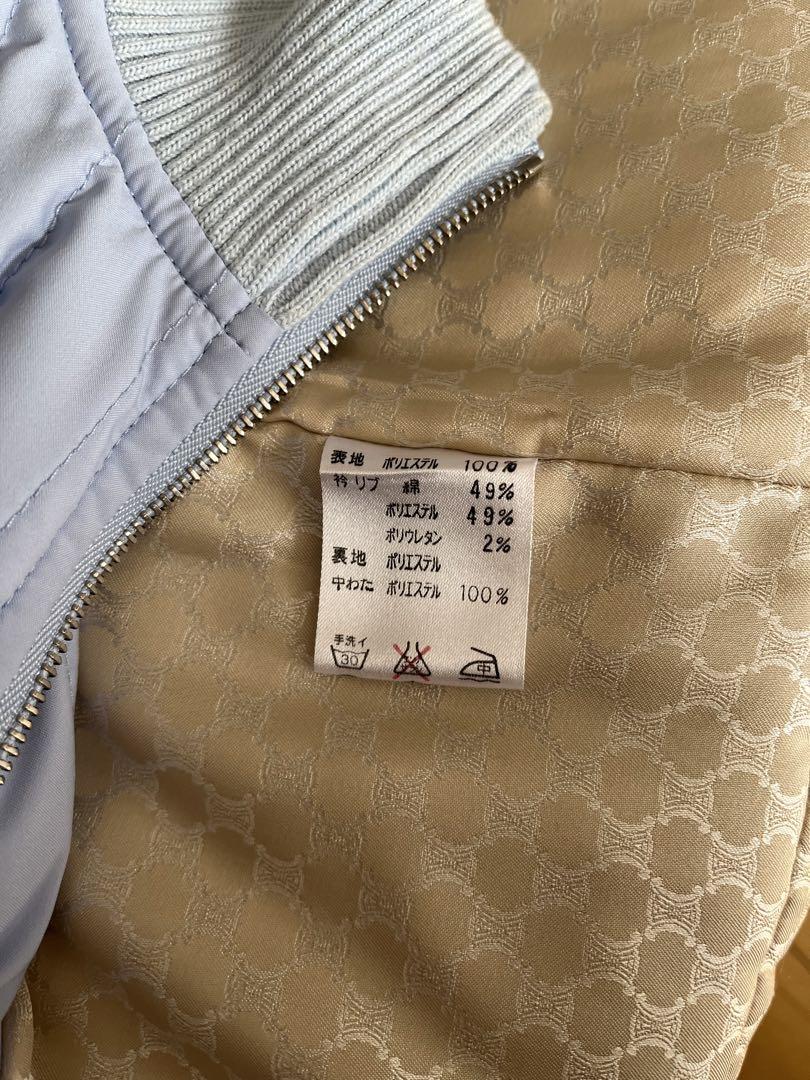 表地 ポリエステル 100%
衿リブ 綿 49%
ポリエステル 49%
ポリウレタン 2%
裏地 ポリエステル
中わた ポリエステル 100%
手洗イ
30 中